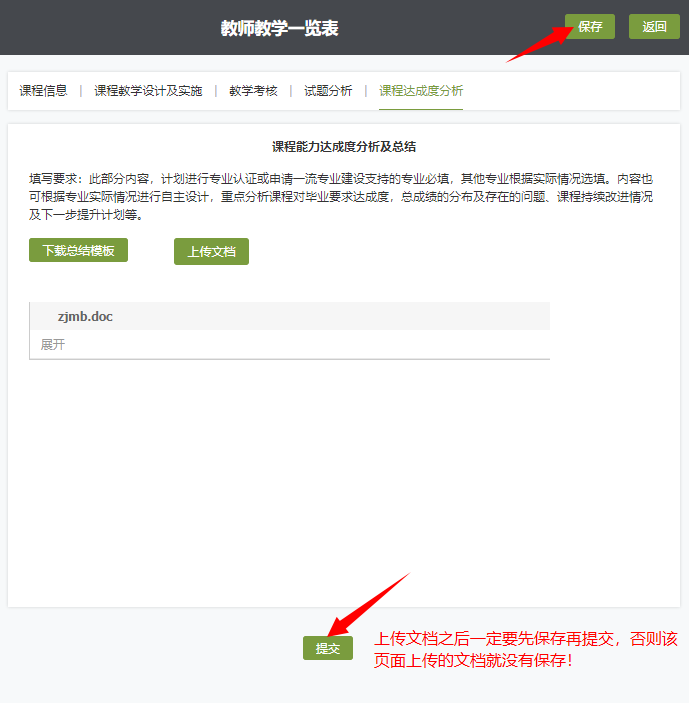 教师教学一览表
保存
返回
课程信息 | 课程教学设计及实施 | 教学考核 | 试题分析 | 课程达成度分析
课程能力达成度分析及总结
填写要求：此部分内容，计划进行专业认证或申请一流专业建设支持的专业必填，其他专业根据实际情况选填。内容也
可根据专业实际情况进行自主设计，重点分析课程对毕业要求达成度，总成绩的分布及存在的问题、课程持续改进情况
及下一步提升计划等。
下载总结模板
上传文档
zjmb.doc
展开
提交
上传文档之后一定要先保存再提交，否则该
页面上传的文档就没有保存！